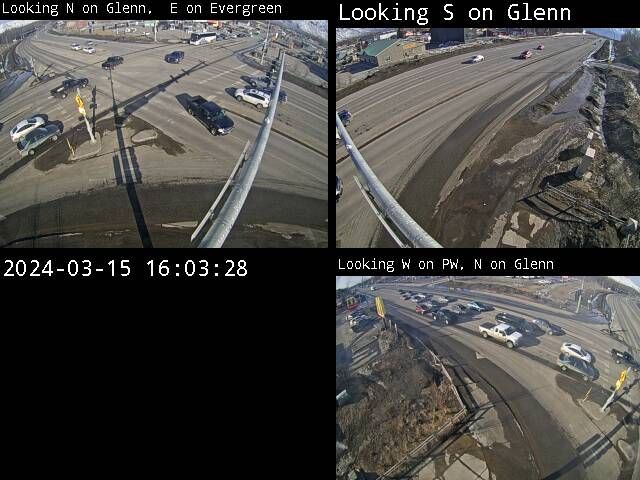 Looking N on Glenn,  E on Evergreen
Looking S on Glenn
2024-03-15 16:03:28
Looking W on PW, N on Glenn